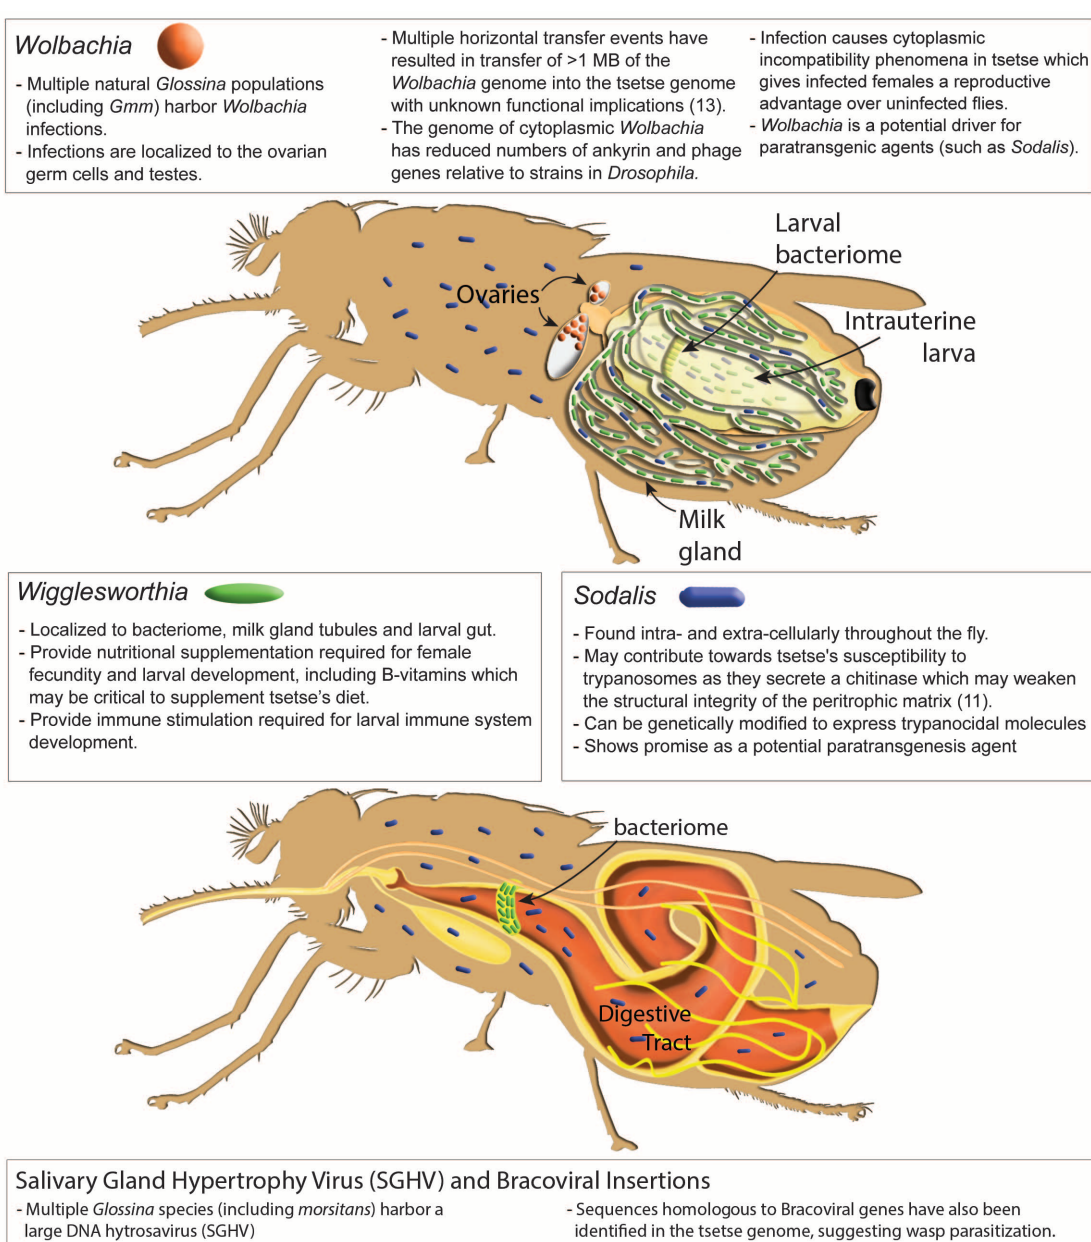 Wolbachia
- Multiple natural Glossina populations
(including Gmm) harbor Wolbachia
infections.
- Infections are localized to the ovarian
germ cells and testes.
- Multiple horizontal transfer events have
resulted in transfer of >1 MB of the
Wolbachia genome into the tsetse genome
with unknown functional implications (13).
- The genome of cytoplasmic Wolbachia
has reduced numbers of ankyrin and phage
genes relative to strains in Drosophila.
- Infection causes cytoplasmic
incompatibility phenomena in tsetse which
gives infected females a reproductive
advantage over uninfected flies.
- Wolbachia is a potential driver for
paratransgenic agents (such as Sodalis).
Larval
bacteriome
Ovaries
Intrauterine
larva
Milk
gland
Wigglesworthia
- Localized to bacteriome, milk gland tubules and larval gut.
- Provide nutritional supplementation required for female
fecundity and larval development, including B-vitamins which
may be critical to supplement tsetse's diet.
- Provide immune stimulation required for larval immune system
development.
Sodalis
- Found intra- and extra-cellularly throughout the fly.
- May contribute towards tsetse's susceptibility to
trypanosomes as they secrete a chitinase which may weaken
the structural integrity of the peritrophic matrix (11).
- Can be genetically modified to express trypanocidal molecules
- Shows promise as a potential paratransgenesis agent
bacteriome
Digestive
Tract
Salivary Gland Hypertrophy Virus (SGHV) and Bracoviral Insertions
- Multiple Glossina species (including morsitans) harbor a
large DNA hytrosavirus (SGHV)
- Sequences homologous to Bracoviral genes have also been
identified in the tsetse genome, suggesting wasp parasitization.